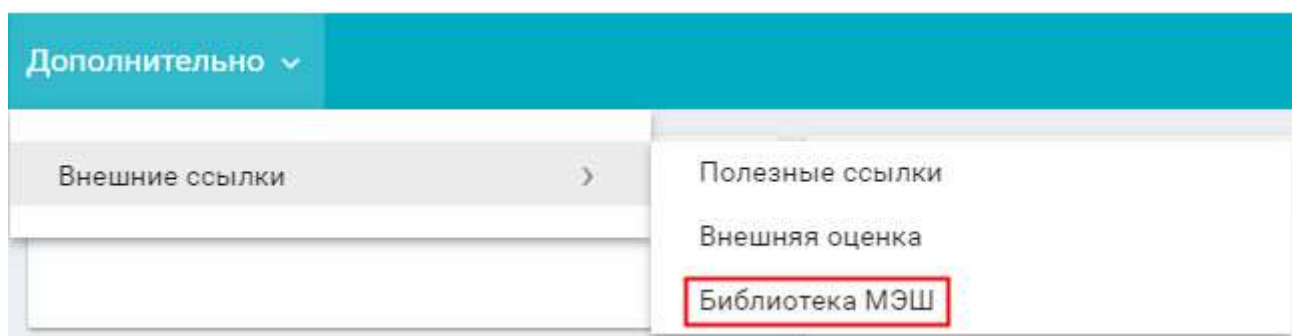 Дополнительно
Внешние ссылки
Полезные ссылки
Внешняя оценка
Библиотека МЭШ